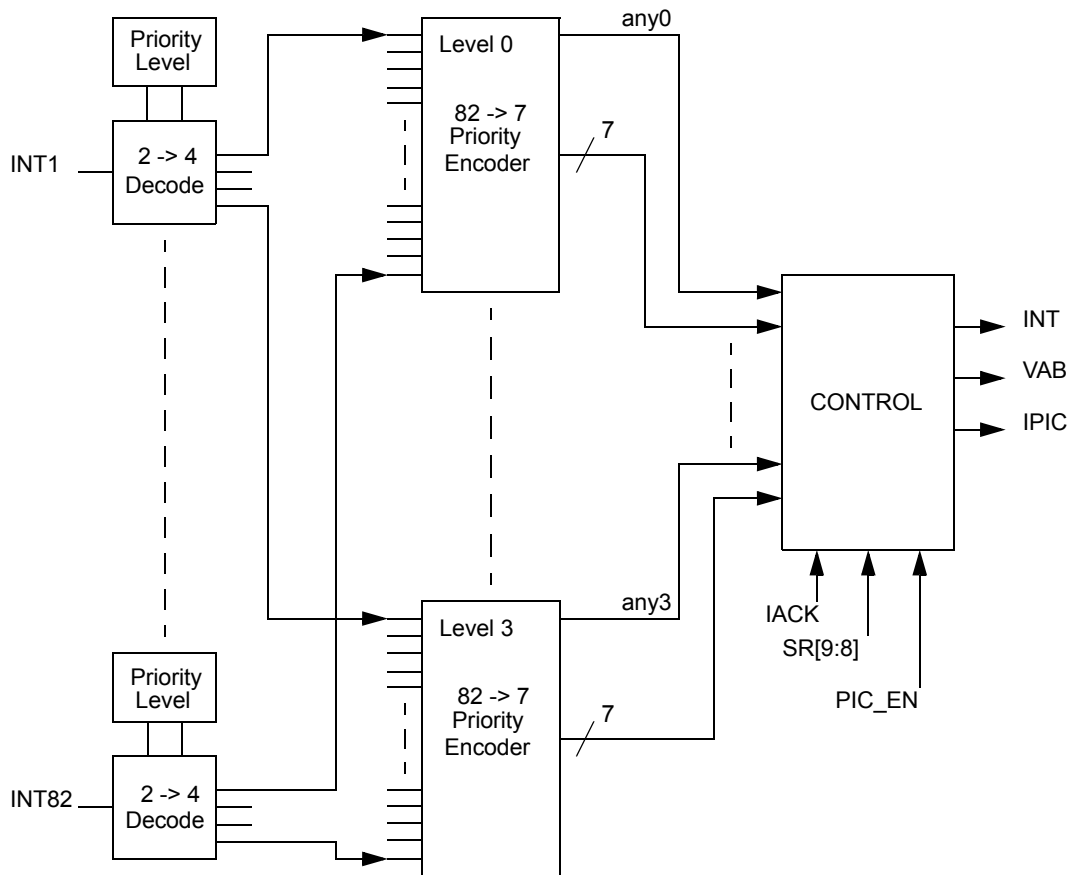 Priority
Level
INT1
2 -> 4
Decode
Level 0
82 -> 7
Priority
Encoder
any0
7
CONTROL
INT
VAB
IPIC
IACK
SR[9:8]
PIC_EN
Priority
Level
INT82
2 -> 4
Decode
Level 3
82 -> 7
Priority
Encoder
any3
7